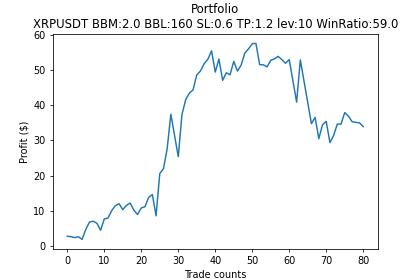 Portfolio
XRPUSDT BBM:2.0 BBL:160 SL:0.6 TP:1.2 lev:10 WinRatio:59.0
60
50
40
30
20
10
0
Profit ($)
0 10 20 30 40 50 60 70 80
Trade counts